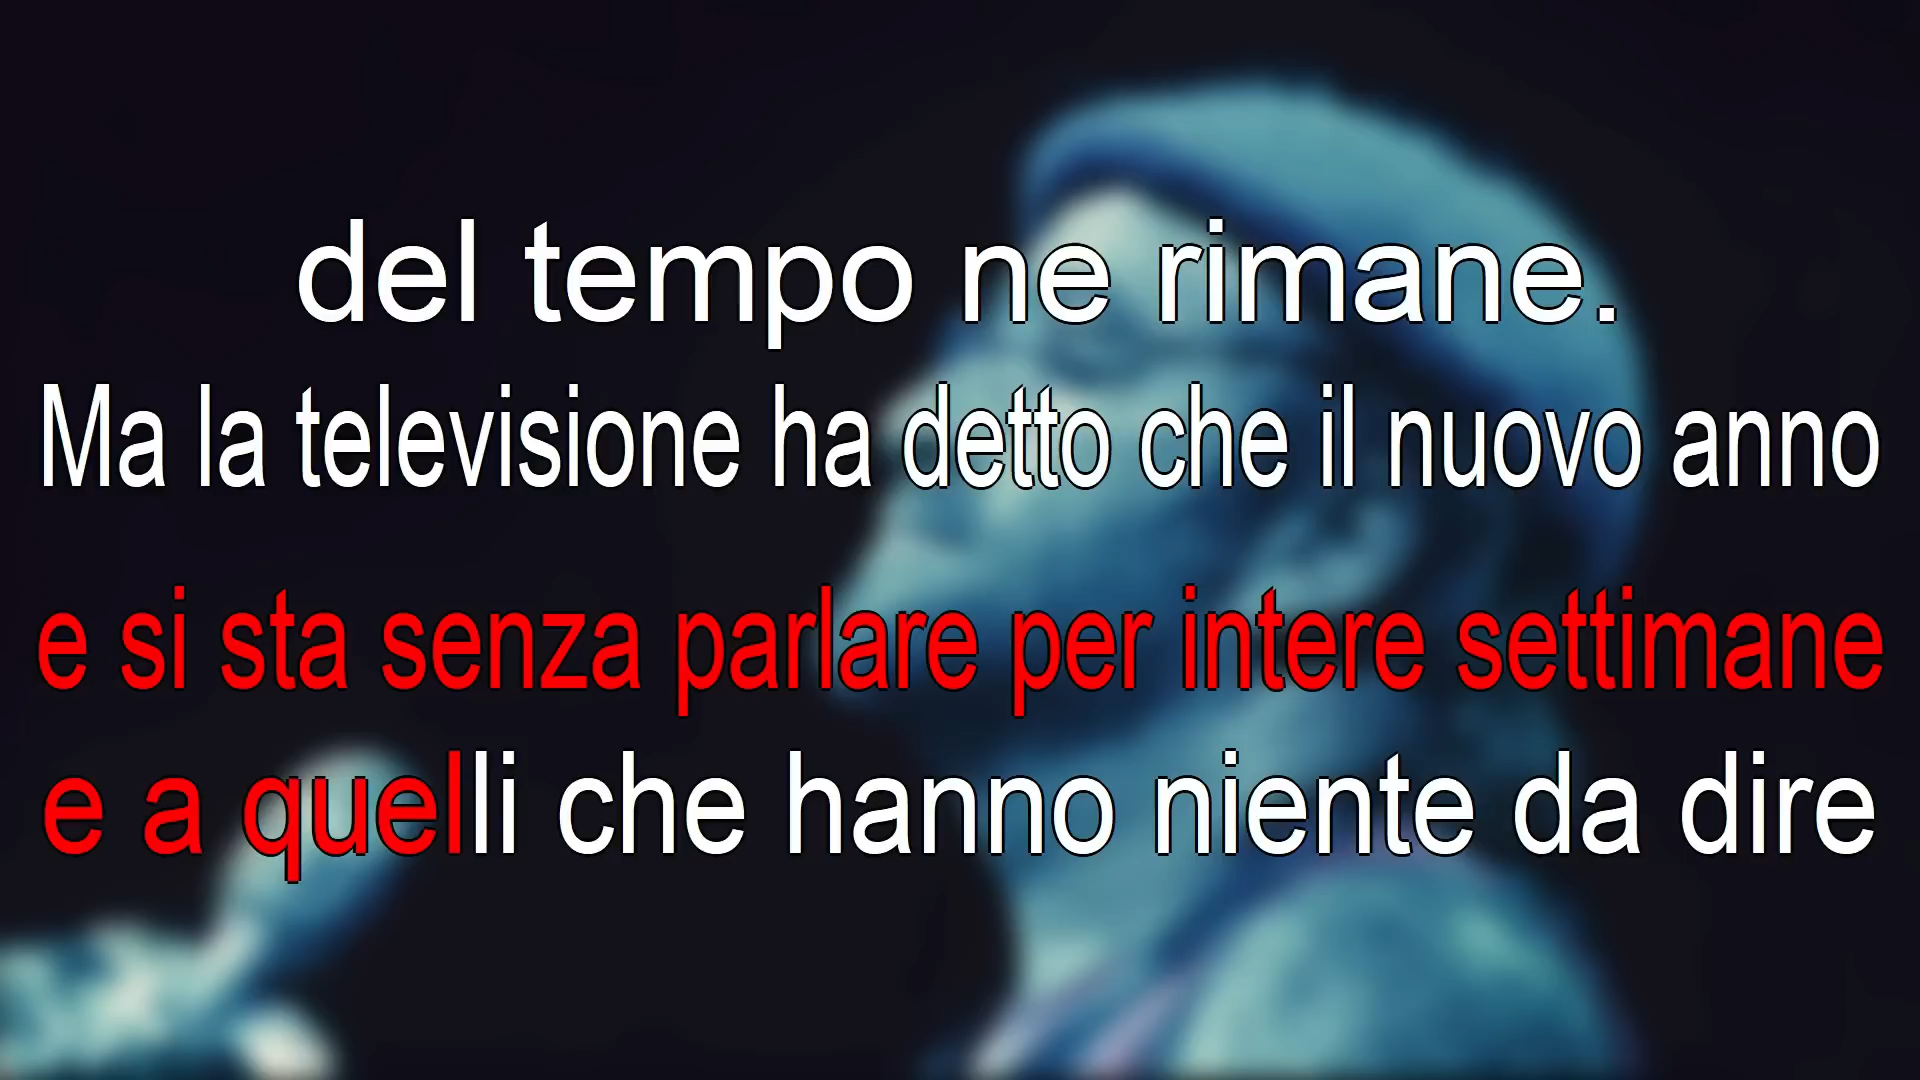 del tempo ne rimane.
Ma la televisione ha detto che il nuovo anno
e si sta senza parlare per intere settimane
e a quelli che hanno niente da dire